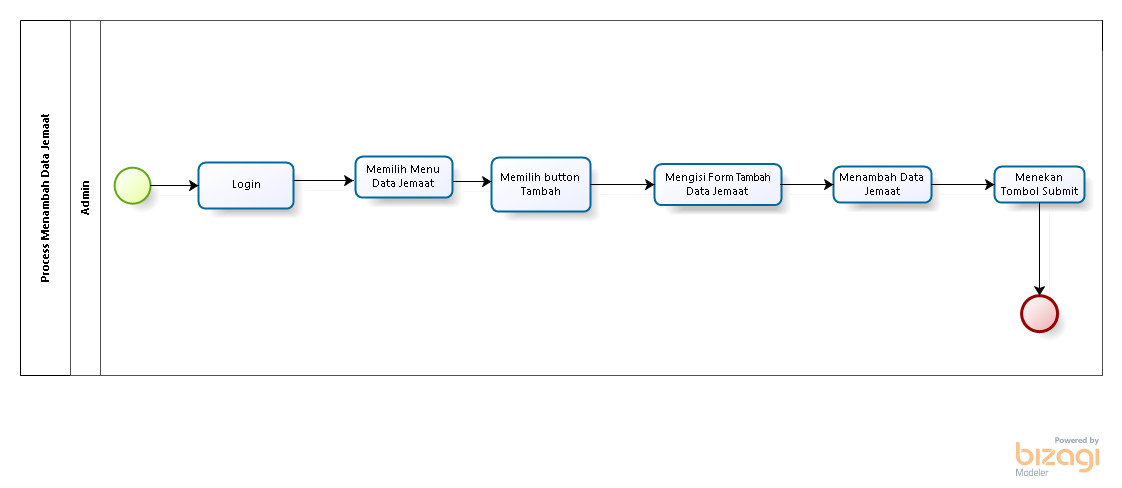 Process Menambah Data Jemaat
Admin
Login
Memilih Menu
Data Jemaat
Memilih button
Tambah
Mengisi Form Tambah
Data Jemaat
Menambah Data
Jemaat
Menekan
Tombol Submit
Powered by
bizagi
Modeler